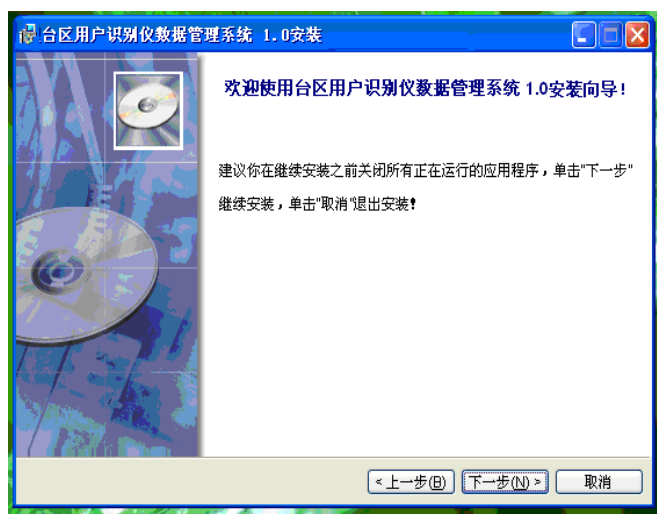 台区用户识别仪数据管理系统 1.0安装
欢迎使用台区用户识别仪数据管理系统 1.0安装向导!
建议你在继续安装之前关闭所有正在运行的应用程序，单击"下一步"
继续安装，单击"取消"退出安装!
<上一步(B) 下一步(N)> 取消